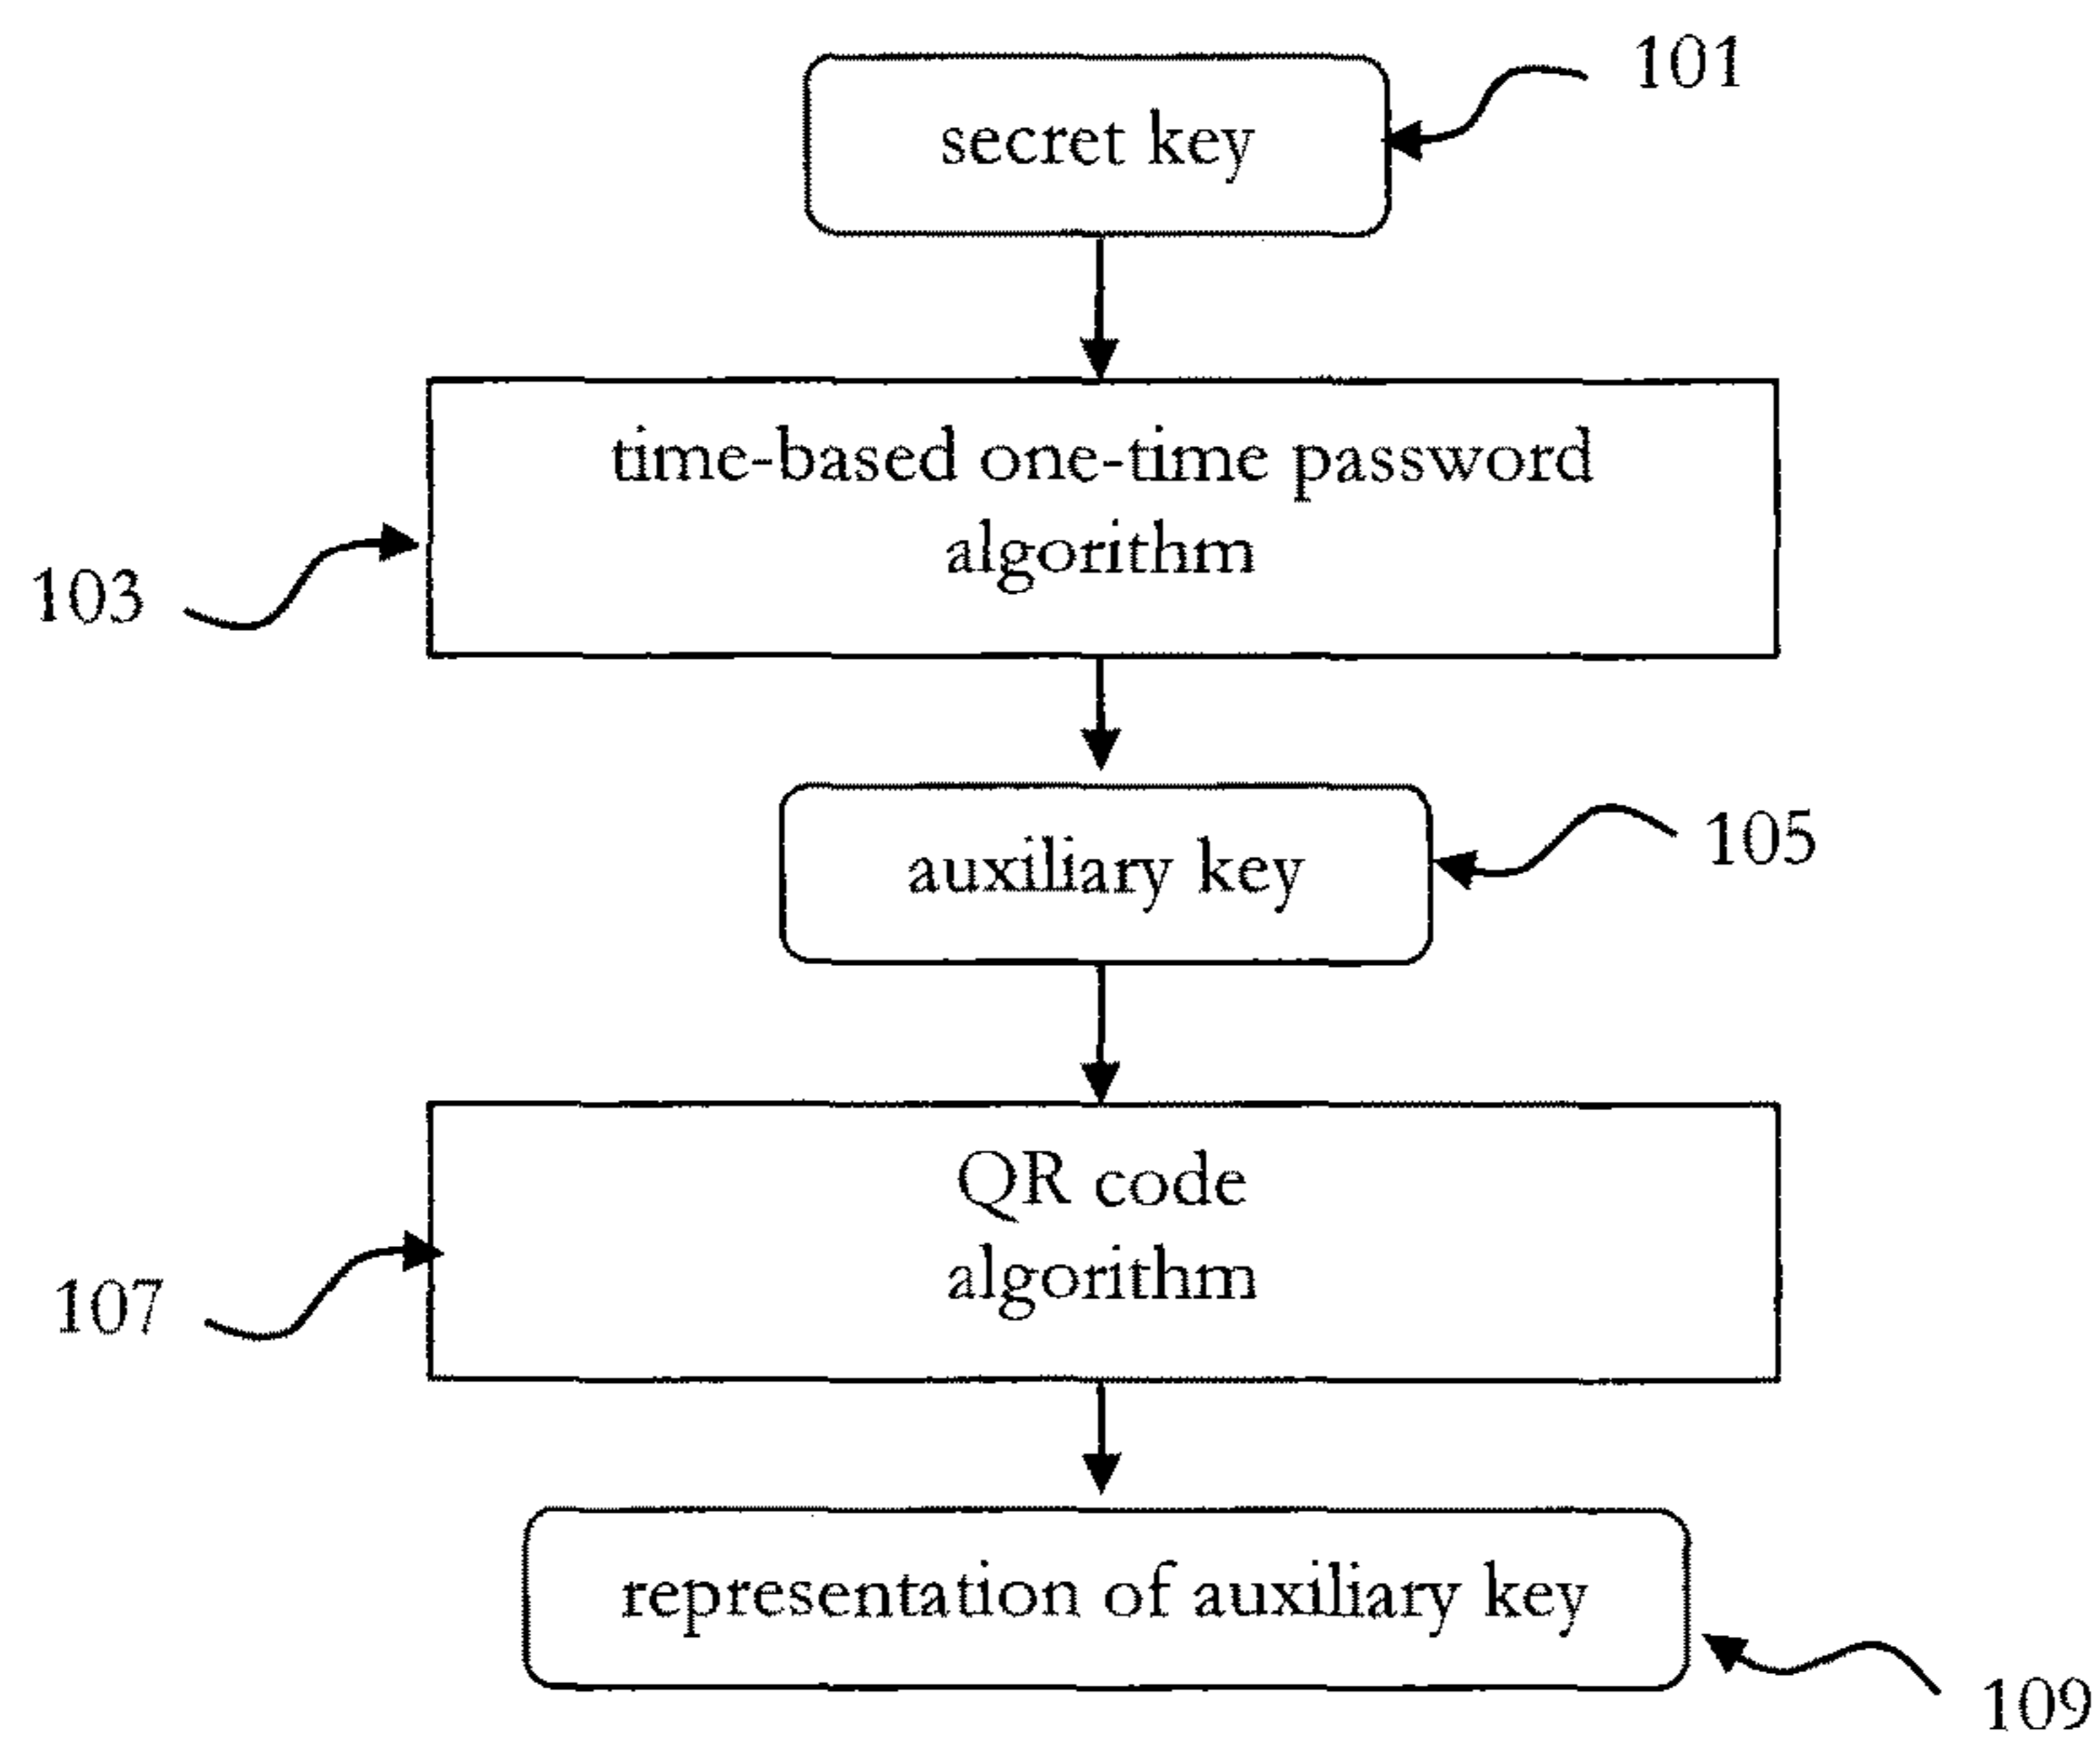 101
secret key
time-based one-time password
algorithm
103
auxiliary key
105
QR code
algorithm
107
representation of auxiliary key
109